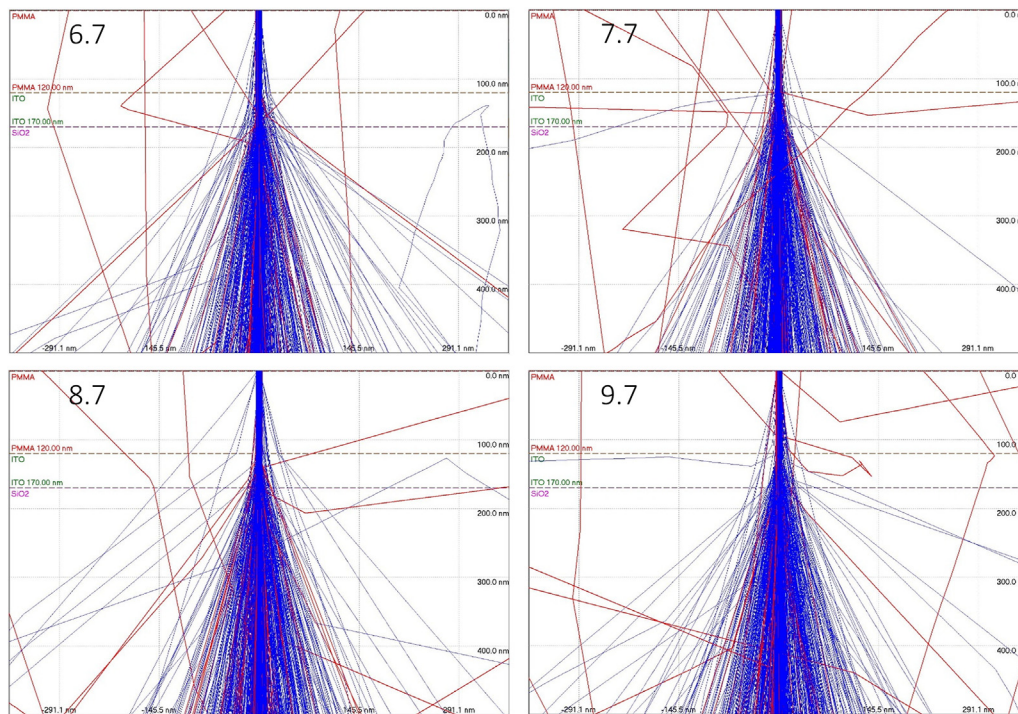 PMMA
6.7
0.0 nm
100.0 nm
PMMA 120.00 nm
ITO
ITO 170.00 nm
SiO2
200.0 nm
300.0 nm
400.0 nm
-291.1 nm
-145.5 nm
145.5 nm
291.1 nm
PMMA
7.7
0.0 nm
100.0
PMMA 120.00 nm
ITO
ITO 170.00 nm
SiO2
200.0
300.0
400.0
-291.1 nm
-145.5 nm
145.5 nm
291.1 nm
PMMA
8.7
0.0 nm
100.0 nm
PMMA 120.00 nm
ITO
ITO 170.00 nm
SiO2
200.0 nm
300.0 nm
400.0 nm
-291.1 nm
-145.5 nm
145.5 nm
291.1 nm
PMMA
9.7
0.0 nm
100.0
PMMA 120.00 nm
ITO
ITO 170.00 nm
SiO2
200.0
300.0
400.0
-291.1 nm
-145.5 nm
145.5 nm
291.1 nm